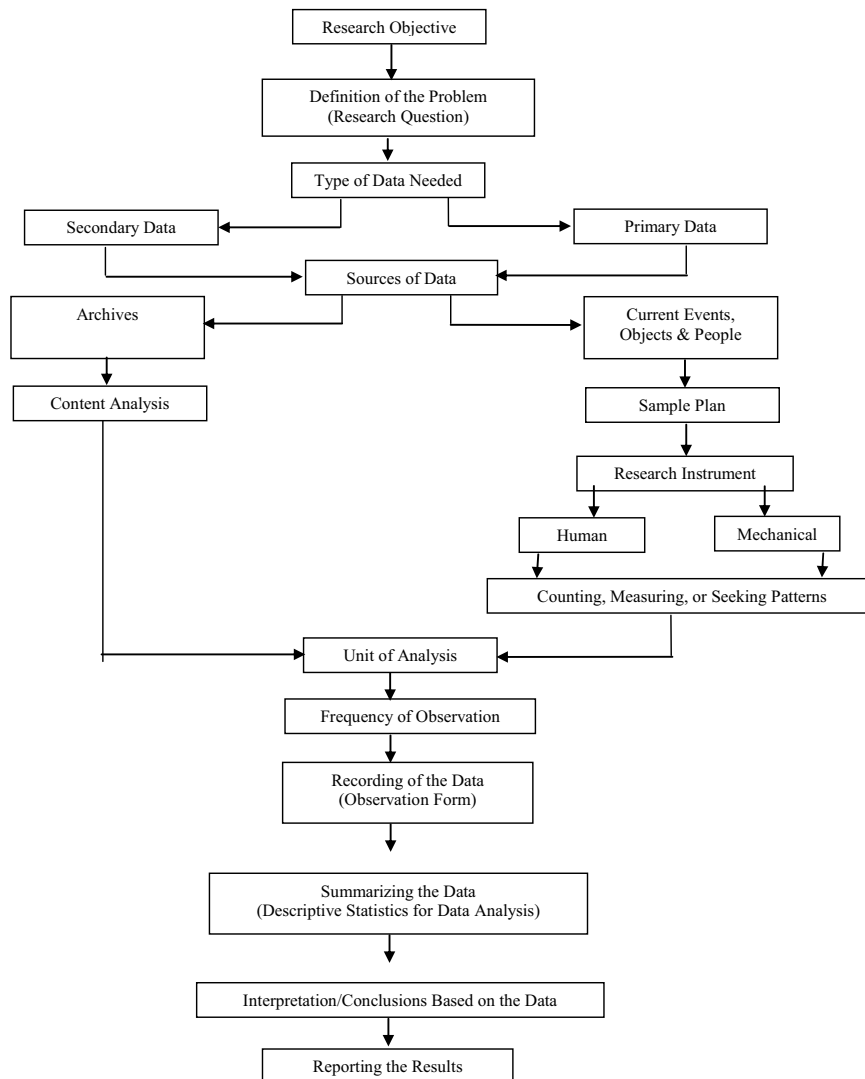 Research Objective
Definition of the Problem
(Research Question)
Type of Data Needed
Secondary Data
Primary Data
Sources of Data
Archives
Current Events,
Objects & People
Content Analysis
Sample Plan
Research Instrument
Human
Mechanical
Counting, Measuring, or Seeking Patterns
Unit of Analysis
Frequency of Observation
Recording of the Data
(Observation Form)
Summarizing the Data
(Descriptive Statistics for Data Analysis)
Interpretation/Conclusions Based on the Data
Reporting the Results